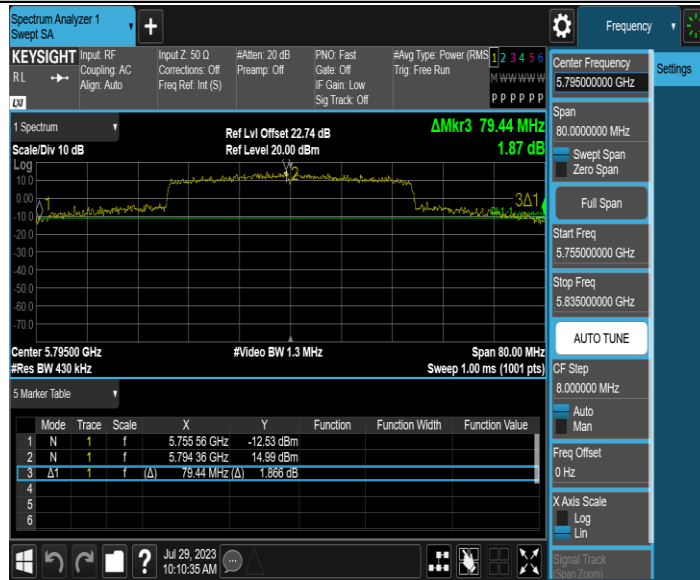 Spectrum Analyzer 1
Swept SA
Frequency
KEYSIGHT
RL
LXI
Input: RF
Coupling: AC
Align: Auto
Input Z: 50 Ω
Corrections: Off
Freq Ref: Int (S)
#Atten: 20 dB
Preamp: Off
PNO: Fast
Gate: Off
IF Gain: Low
Sig Track: Off
#Avg Type: Power (RMS
Trig: Free Run
1 2 3 4 5 6
M W W W W W
P P P P P P
Settings
Center Frequency
5.795000000 GHz
Span
80.0000000 MHz
Swept Span
Zero Span
Full Span
Start Freq
5.755000000 GHz
Stop Freq
5.835000000 GHz
AUTO TUNE
CF Step
8.000000 MHz
Auto
Man
Freq Offset
0 Hz
X Axis Scale
Log
Lin
Signal Track
(Span Zoom)
1 Spectrum
Scale/Div 10 dB
Ref Lvl Offset 22.74 dB
Ref Level 20.00 dBm
ΔMkr3 79.44 MHz
1.87 dB
Log
10.0
0.00
-10.0
-20.0
-30.0
-40.0
-50.0
-60.0
-70.0
1
2
3Δ1
Center 5.79500 GHz
#Res BW 430 kHz
#Video BW 1.3 MHz
Span 80.00 MHz
Sweep 1.00 ms (1001 pts)
5 Marker Table
Mode Trace Scale X Y Function Function Width Function Value
1 N 1 f 5.755 56 GHz -12.53 dBm
2 N 1 f 5.794 36 GHz 14.99 dBm
3 Δ1 1 f (Δ) 79.44 MHz (Δ) 1.866 dB
4
5
6
?
Jul 29, 2023
10:10:35 AM